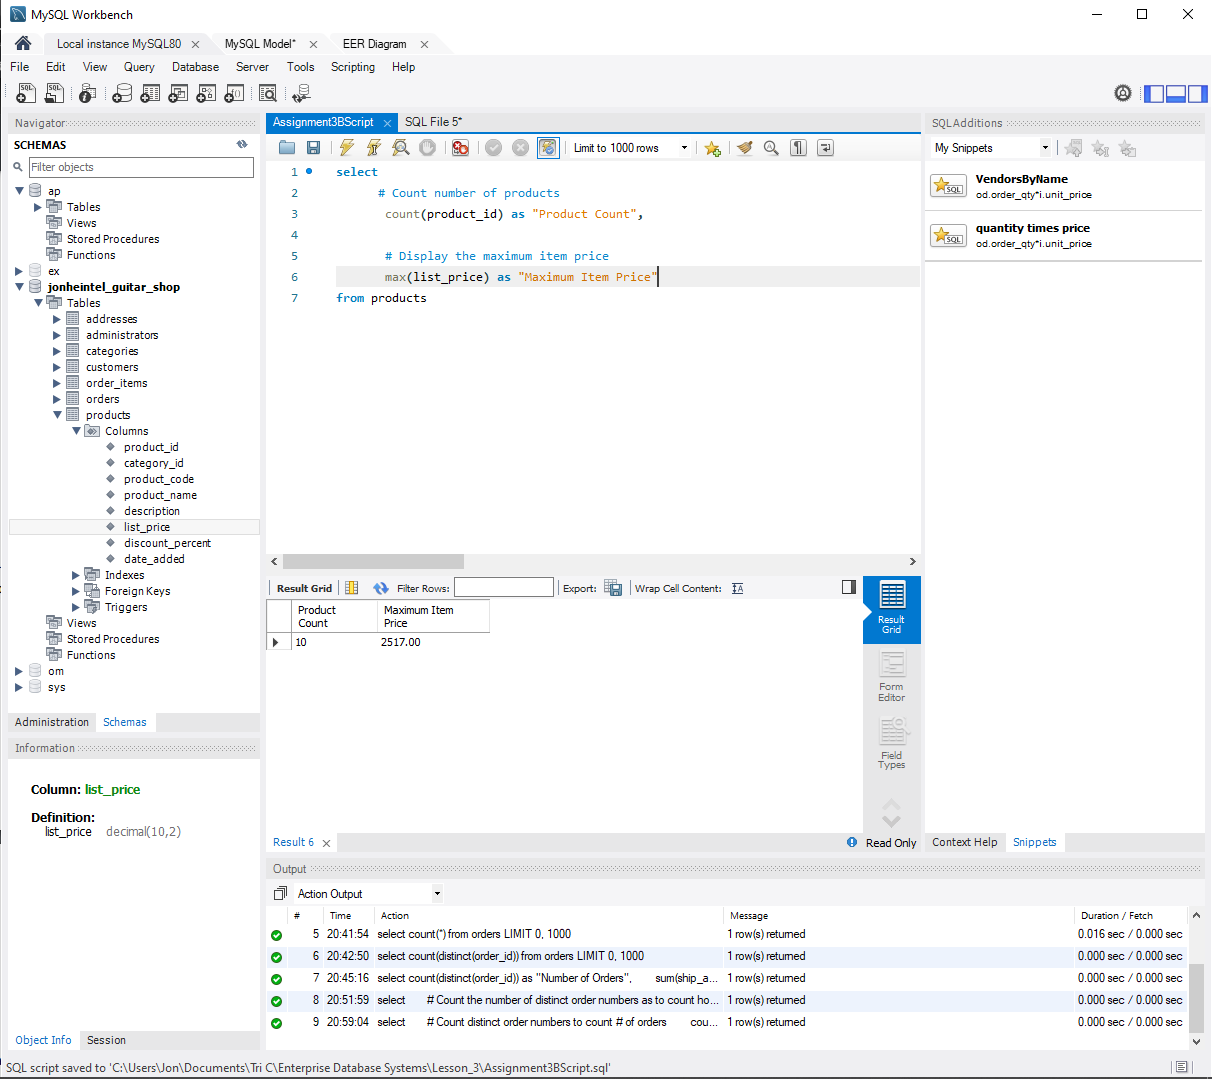 MySQL Workbench
Local instance MySQL80
MySQL Model*
EER Diagram
File Edit View Query Database Server Tools Scripting Help
Navigator
SCHEMAS
Filter objects
ap
Tables
Views
Stored Procedures
Functions
ex
jonheintel_guitar_shop
Tables
addresses
administrators
categories
customers
order_items
orders
products
Columns
product_id
category_id
product_code
product_name
description
list_price
discount_percent
date_added
Indexes
Foreign Keys
Triggers
Views
Stored Procedures
Functions
om
sys
Administration Schemas
Information
Column: list_price
Definition:
list_price decimal(10,2)
Object Info Session
Assignment3BScript SQL File 5*
Limit to 1000 rows
1 select
2 # Count number of products
3 count(product_id) as "Product Count",
4
5 # Display the maximum item price
6 max(list_price) as "Maximum Item Price"
7 from products
Result Grid Filter Rows: Export: Wrap Cell Content:
Product Count Maximum Item Price
10 2517.00
Result Grid
Form Editor
Field Types
Result 6 Read Only
SQLAdditions
My Snippets
SQL VendorsByName
od.order_qty*i.unit_price
SQL quantity times price
od.order_qty*i.unit_price
Context Help Snippets
Output
Action Output
# Time Action Message Duration / Fetch
5 20:41:54 select count(*) from orders LIMIT 0, 1000 1 row(s) returned 0.016 sec / 0.000 sec
6 20:42:50 select count(distinct(order_id)) from orders LIMIT 0, 1000 1 row(s) returned 0.000 sec / 0.000 sec
7 20:45:16 select count(distinct(order_id)) as "Number of Orders", sum(ship_a... 1 row(s) returned 0.000 sec / 0.000 sec
8 20:51:59 select # Count the number of distinct order numbers as to count ho... 1 row(s) returned 0.000 sec / 0.000 sec
9 20:59:04 select # Count distinct order numbers to count # of orders cou... 1 row(s) returned 0.000 sec / 0.000 sec
SQL script saved to 'C:\Users\Jon\Documents\Tri C\Enterprise Database Systems\Lesson_3\Assignment3BScript.sql'